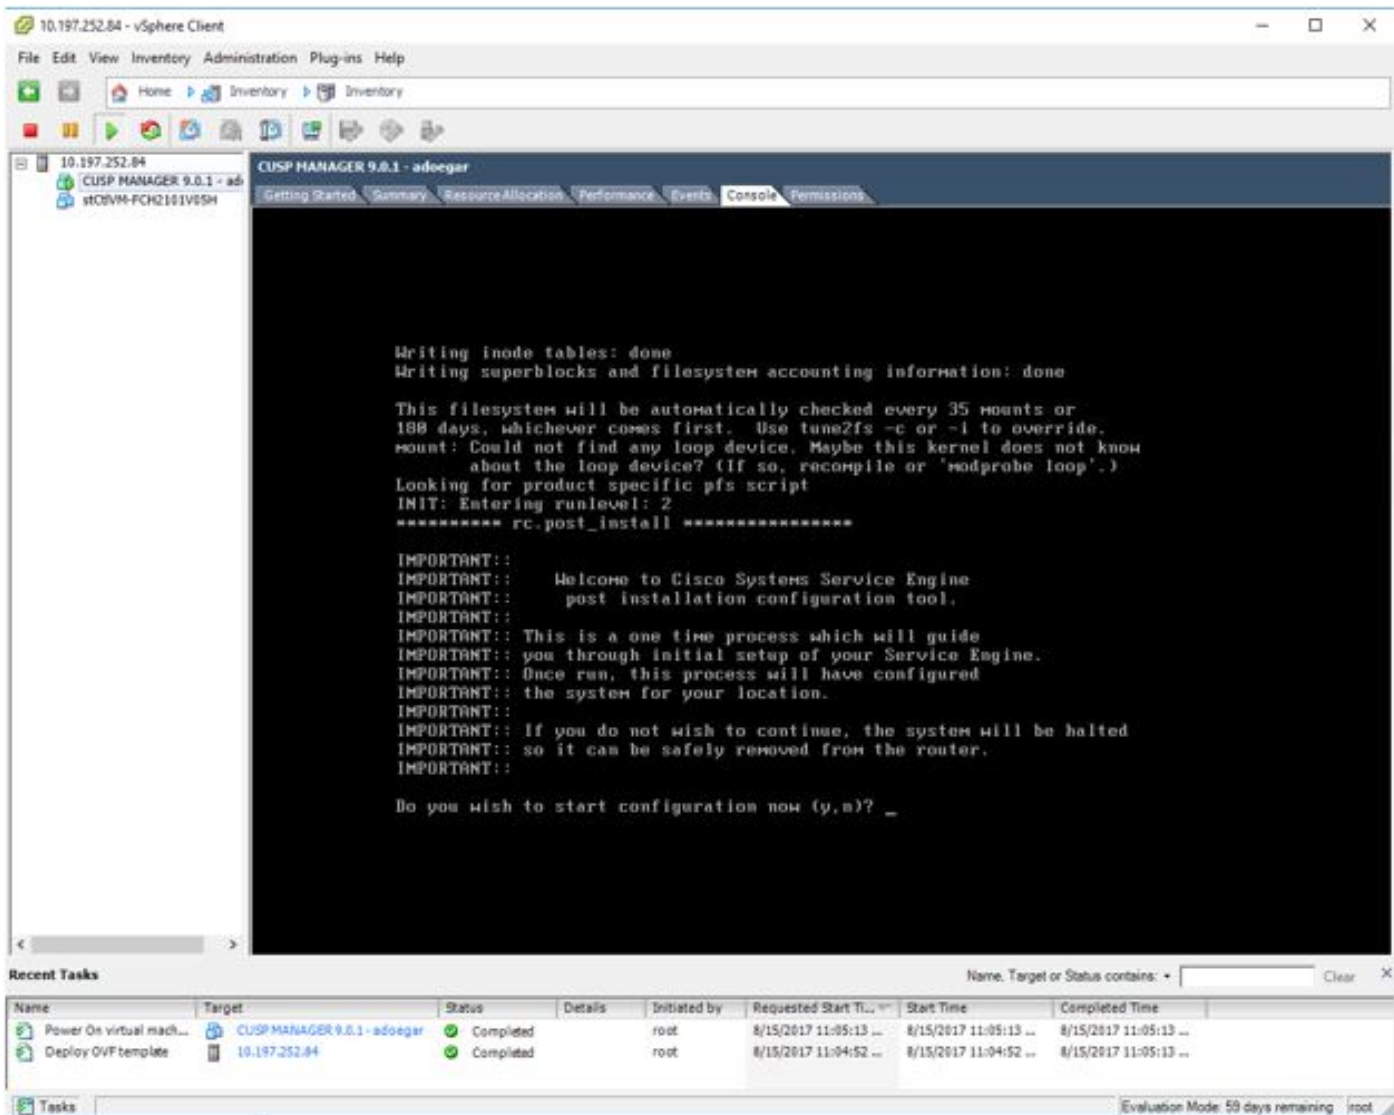 10.197.252.84 - vSphere Client
File Edit View Inventory Administration Plug-ins Help
Home Inventory Inventory
10.197.252.84
CUSP MANAGER 9.0.1 - ado
CUSP MANAGER 9.0.1 - adoegar
Getting Started Summary Resource Allocation Performance Events Console Permissions
Writing inode tables: done
Writing superblocks and filesystem accounting information: done
This filesystem will be automatically checked every 35 mounts or
180 days, whichever comes first. Use tune2fs -c or -i to override.
mount: Could not find any loop device. Maybe this kernel does not know
about the loop device? (If so, recompile or 'modprobe loop'.)
Looking for product specific pfs script
INIT: Entering runlevel: 2
********** rc.post_install ****************
IMPORTANT::
IMPORTANT:: Welcome to Cisco Systems Service Engine
IMPORTANT:: post installation configuration tool.
IMPORTANT::
IMPORTANT:: This is a one time process which will guide
IMPORTANT:: you through initial setup of your Service Engine.
IMPORTANT:: Once run, this process will have configured
IMPORTANT:: the system for your location.
IMPORTANT::
IMPORTANT:: If you do not wish to continue, the system will be halted
IMPORTANT:: so it can be safely removed from the router.
IMPORTANT::
Do you wish to start configuration now (y,n)? _
Recent Tasks Name, Target or Status contains: Clear
Name Target Status Details Initiated by Requested Start Ti... Start Time Completed Time
Power On virtual mach... CUSP MANAGER 9.0.1 - adoegar Completed root 8/15/2017 11:05:13 ... 8/15/2017 11:05:13 ... 8/15/2017 11:05:13 ...
Deploy OVF template 10.197.252.84 Completed root 8/15/2017 11:04:52 ... 8/15/2017 11:04:52 ... 8/15/2017 11:05:13 ...
Tasks Evaluation Mode: 59 days remaining root